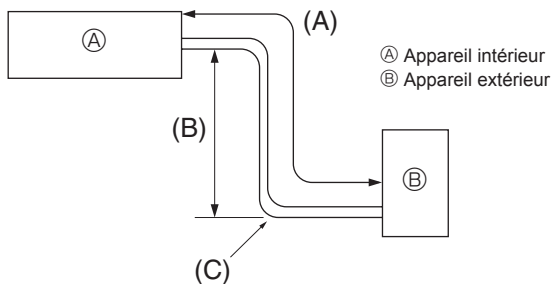 Ⓐ
(A)
Ⓐ Appareil intérieur
Ⓑ Appareil extérieur
(B)
Ⓑ
(C)